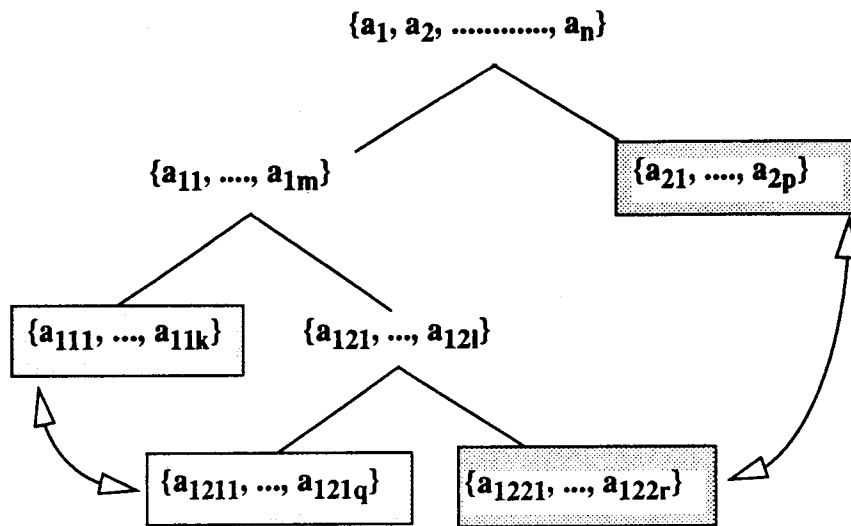 {a1, a2, ............., an}
{a11, ...., a1m}
{a21, ...., a2p}
{a111, ..., a11k}
{a121, ..., a12l}
{a1211, ..., a121q}
{a1221, ..., a122r}